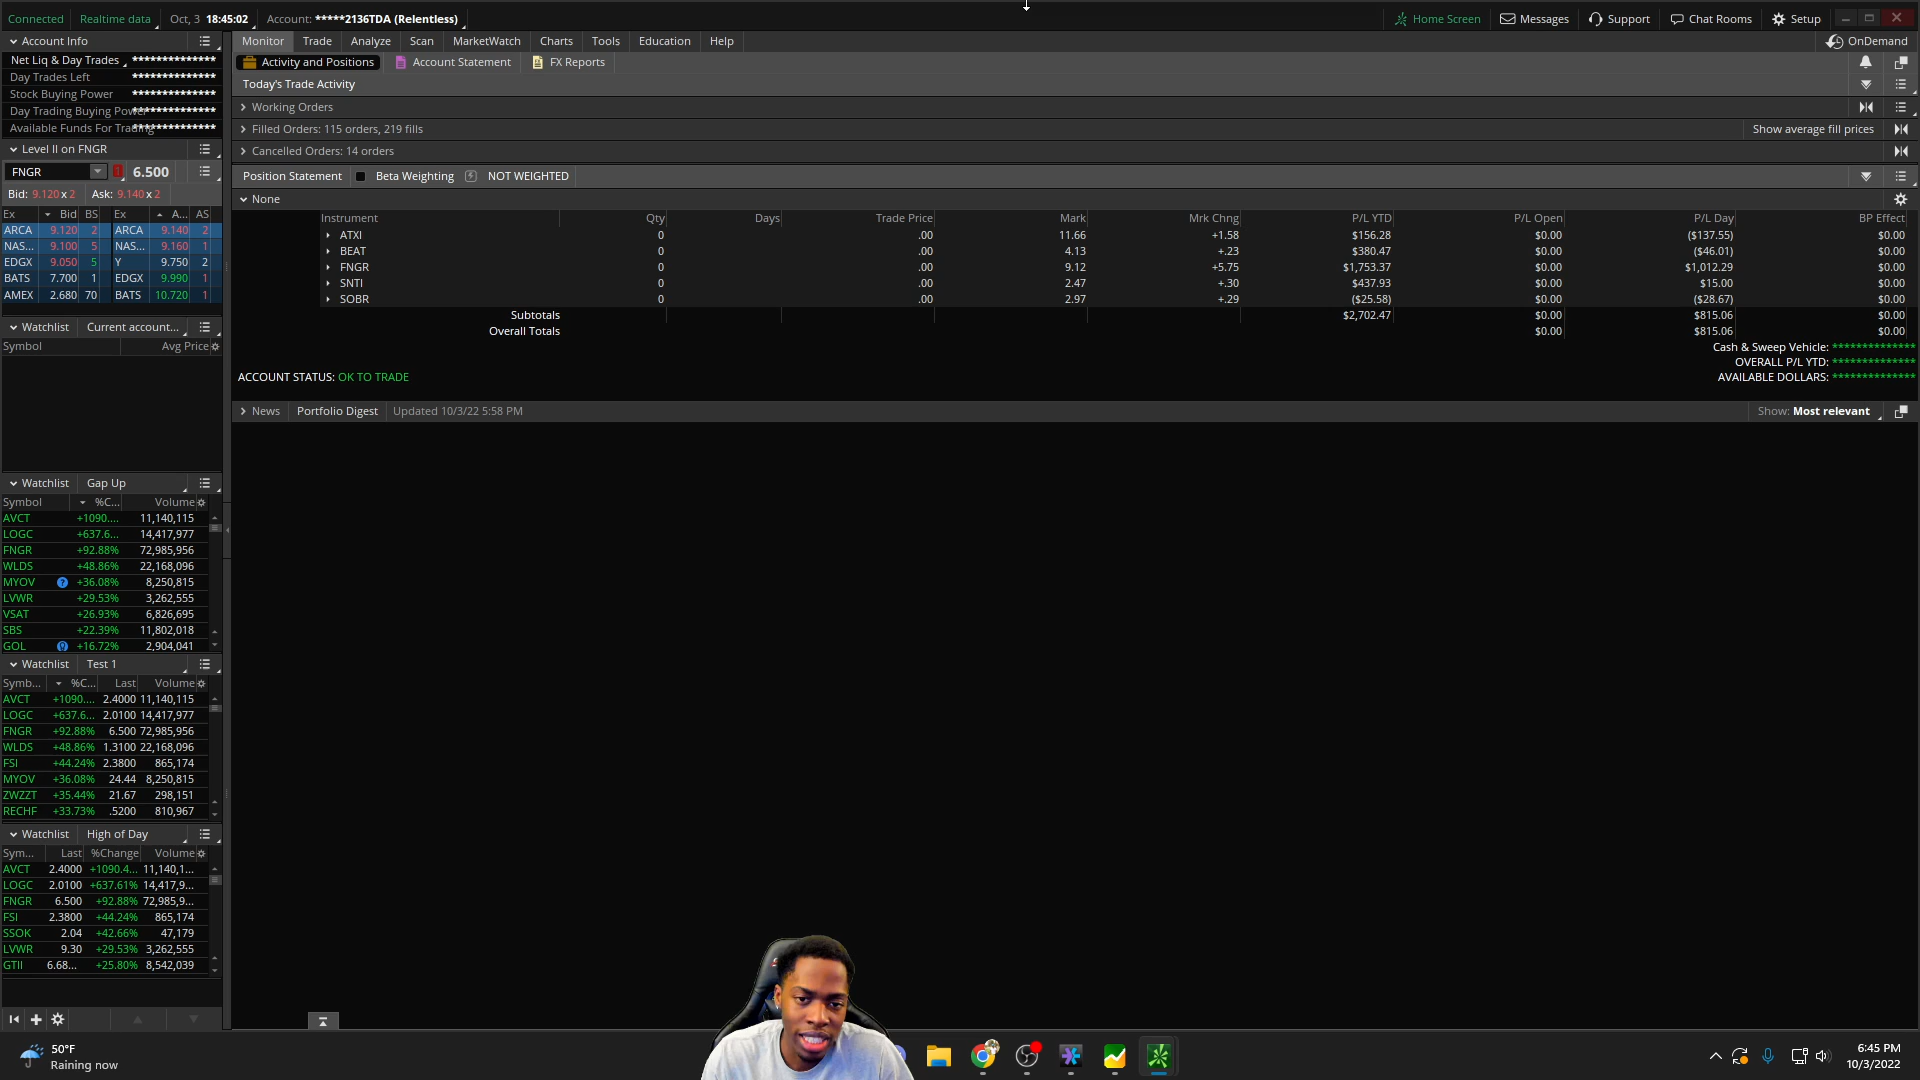 Connected Realtime data Oct, 3 18:45:02 Account: *****2136TDA (Relentless) Home Screen Messages Support Chat Rooms Setup
Account Info
Net Liq & Day Trades **************
Day Trades Left **************
Stock Buying Power **************
Day Trading Buying Power **************
Available Funds For Trading **************
Level II on FNGR
FNGR 6.500
Bid: 9.120 x 2 Ask: 9.140 x 2
Ex Bid BS Ex A... AS
ARCA 9.120 2 ARCA 9.140 2
NAS... 9.100 5 NAS... 9.160 1
EDGX 9.050 5 Y 9.750 2
BATS 7.700 1 EDGX 9.990 1
AMEX 2.680 70 BATS 10.720 1
Watchlist Current account...
Symbol Avg Price
Watchlist Gap Up
Symbol %C... Volume
AVCT +1090.... 11,140,115
LOGC +637.6... 14,417,977
FNGR +92.88% 72,985,956
WLDS +48.86% 22,168,096
MYOV ? +36.08% 8,250,815
LVWR +29.53% 3,262,555
VSAT +26.93% 6,826,695
SBS +22.39% 11,802,018
GOL +16.72% 2,904,041
Watchlist Test 1
Symb... %C... Last Volume
AVCT +1090.... 2.4000 11,140,115
LOGC +637.6... 2.0100 14,417,977
FNGR +92.88% 6.500 72,985,956
WLDS +48.86% 1.3100 22,168,096
FSI +44.24% 2.3800 865,174
MYOV +36.08% 24.44 8,250,815
ZWZZT +35.44% 21.67 298,151
RECHF +33.73% .5200 810,967
Watchlist High of Day
Sym... Last %Change Volume
AVCT 2.4000 +1090.4... 11,140,1...
LOGC 2.0100 +637.61% 14,417,9...
FNGR 6.500 +92.88% 72,985,9...
FSI 2.3800 +44.24% 865,174
SSOK 2.04 +42.66% 47,179
LVWR 9.30 +29.53% 3,262,555
GTII 6.68... +25.80% 8,542,039
Monitor Trade Analyze Scan MarketWatch Charts Tools Education Help OnDemand
Activity and Positions Account Statement FX Reports
Today's Trade Activity
Working Orders
Filled Orders: 115 orders, 219 fills Show average fill prices
Cancelled Orders: 14 orders
Position Statement Beta Weighting NOT WEIGHTED
None
Instrument Qty Days Trade Price Mark Mrk Chng P/L YTD P/L Open P/L Day BP Effect
ATXI 0 .00 11.66 +1.58 $156.28 $0.00 ($137.55) $0.00
BEAT 0 .00 4.13 +.23 $380.47 $0.00 ($46.01) $0.00
FNGR 0 .00 9.12 +5.75 $1,753.37 $0.00 $1,012.29 $0.00
SNTI 0 .00 2.47 +.30 $437.93 $0.00 $15.00 $0.00
SOBR 0 .00 2.97 +.29 ($25.58) $0.00 ($28.67) $0.00
Subtotals $2,702.47 $0.00 $815.06 $0.00
Overall Totals $0.00 $815.06 $0.00
Cash & Sweep Vehicle: **************
OVERALL P/L YTD: **************
AVAILABLE DOLLARS: **************
ACCOUNT STATUS: OK TO TRADE
News Portfolio Digest Updated 10/3/22 5:58 PM Show: Most relevant
50°F
Raining now
6:45 PM
10/3/2022